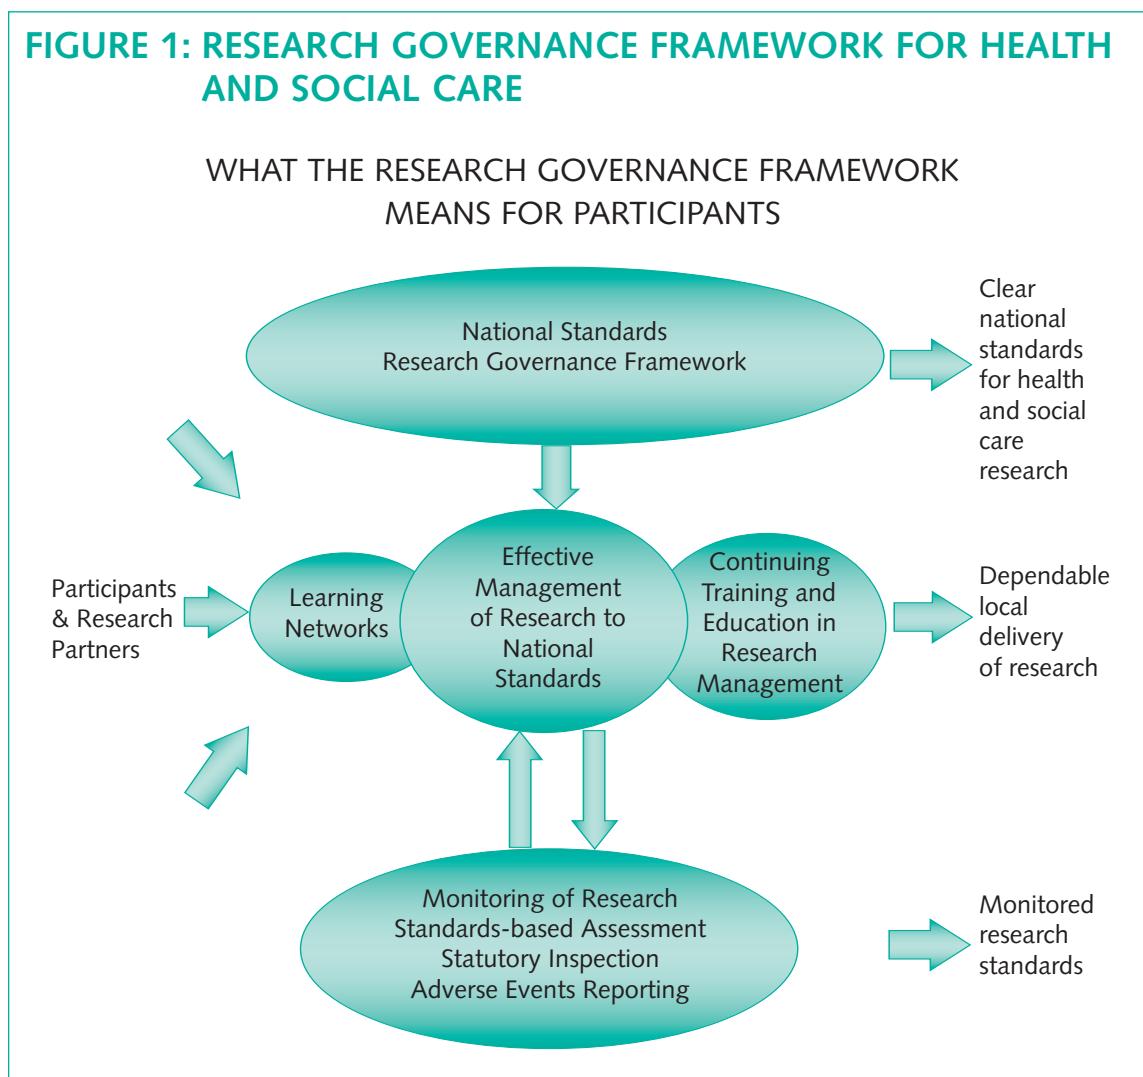 FIGURE 1: RESEARCH GOVERNANCE FRAMEWORK FOR HEALTH
AND SOCIAL CARE
WHAT THE RESEARCH GOVERNANCE FRAMEWORK
MEANS FOR PARTICIPANTS
National Standards
Research Governance Framework
Clear
national
standards
for health
and social
care
research
Participants
& Research
Partners
Learning
Networks
Effective
Management
of Research to
National
Standards
Continuing
Training and
Education in
Research
Management
Dependable
local
delivery
of research
Monitoring of Research
Standards-based Assessment
Statutory Inspection
Adverse Events Reporting
Monitored
research
standards